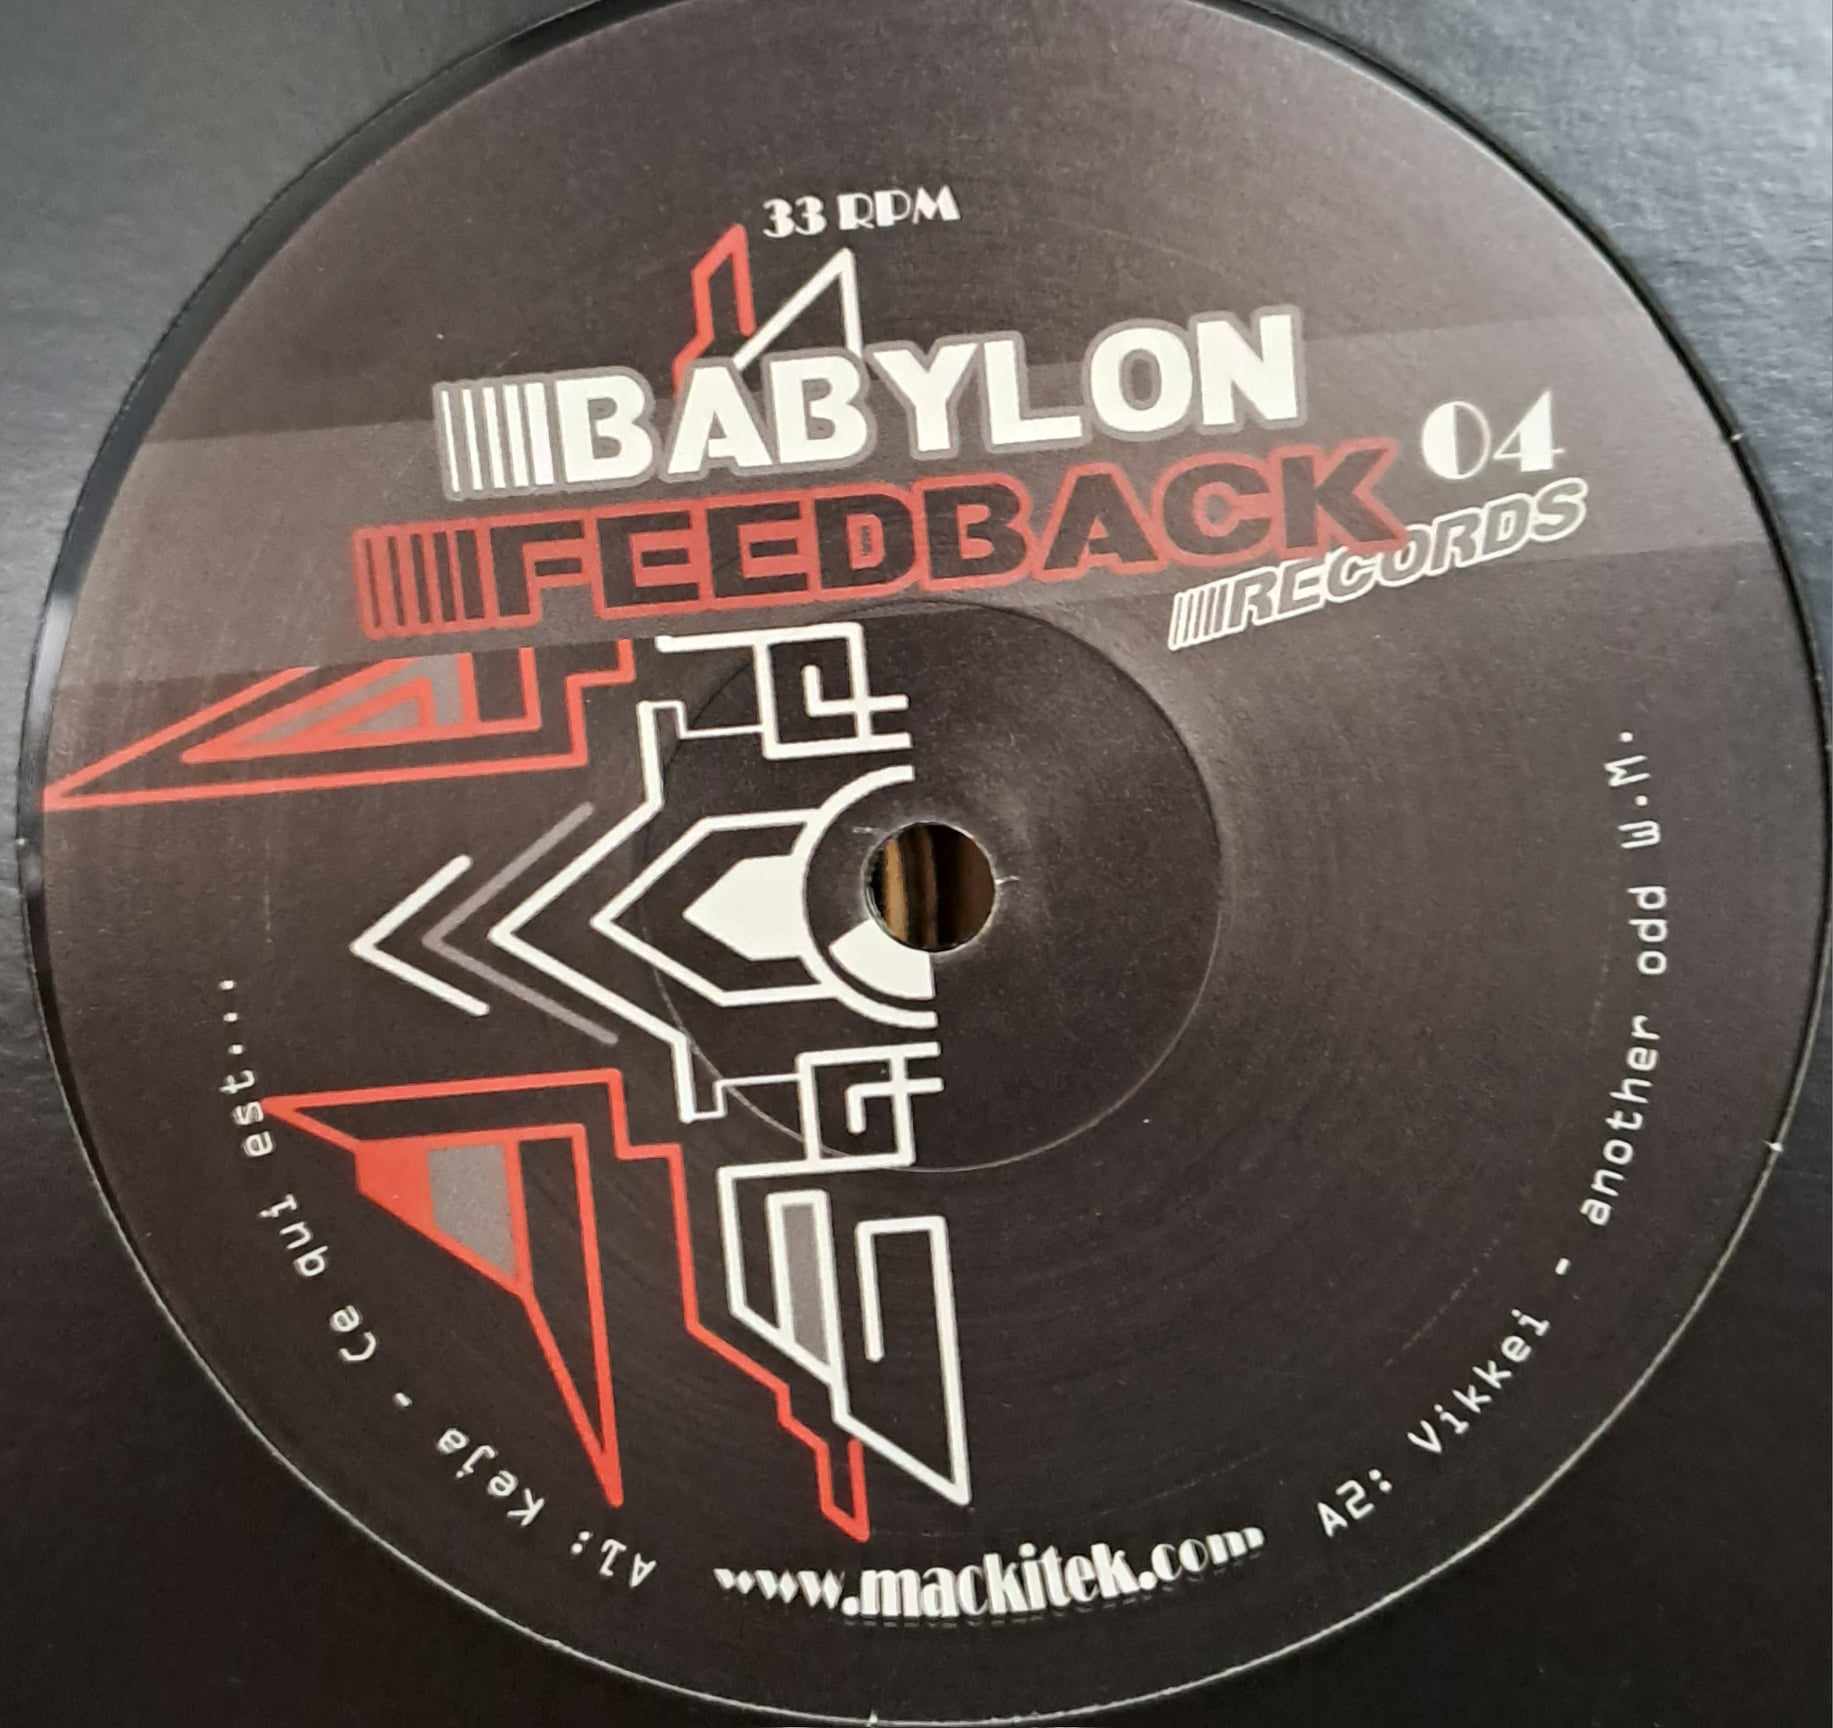 33 RPM
BABYLON
FEEDBACK 04
RECORDS
A1: Keja - Ce qui est...
www.mackitek.com
A2: Vikkei - another odd W.M.